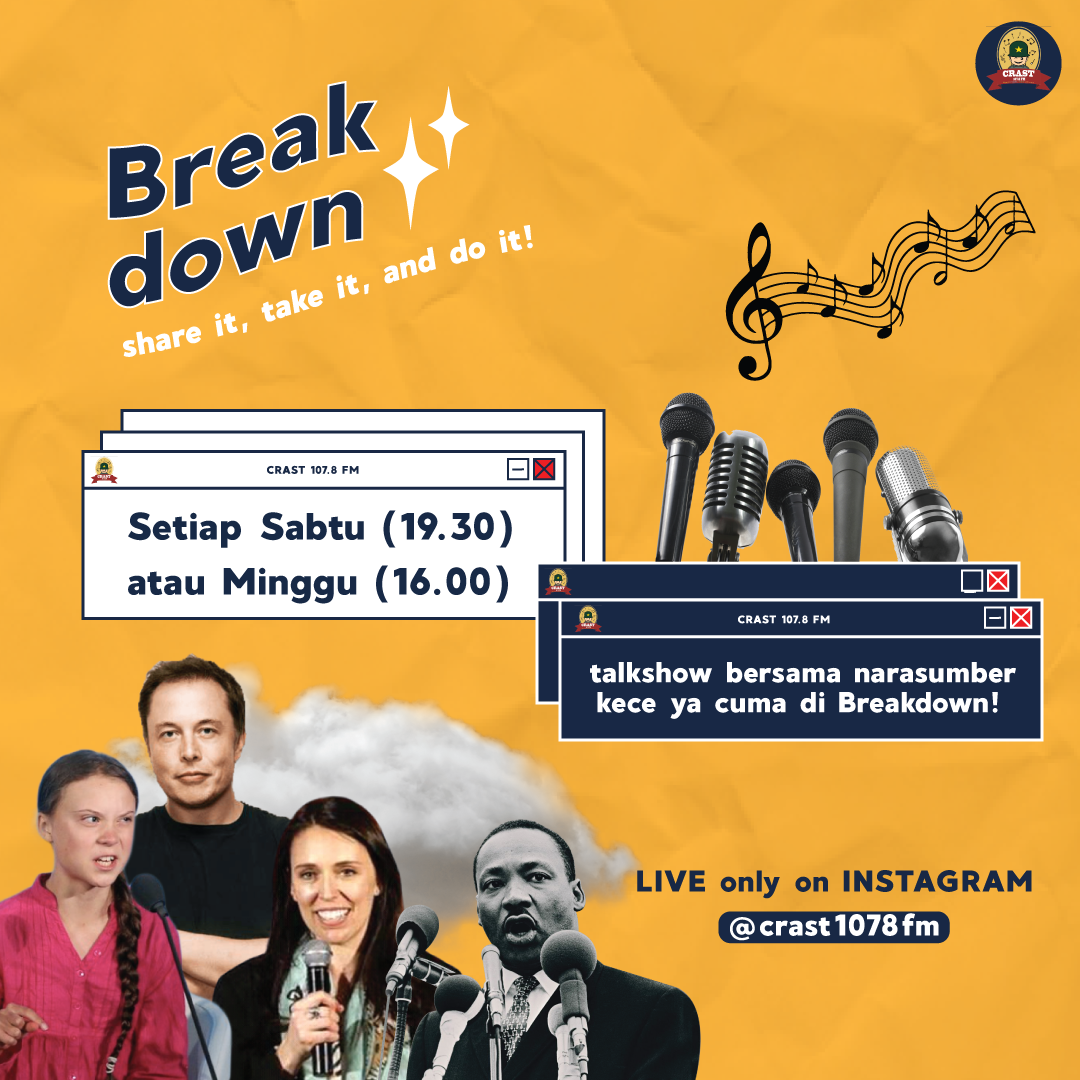 CRAST
Break
down
share it, take it, and do it!
CRAST 107.8 FM
Setiap Sabtu (19.30)
atau Minggu (16.00)
CRAST 107.8 FM
talkshow bersama narasumber
kece ya cuma di Breakdown!
LIVE only on INSTAGRAM
@crast1078fm